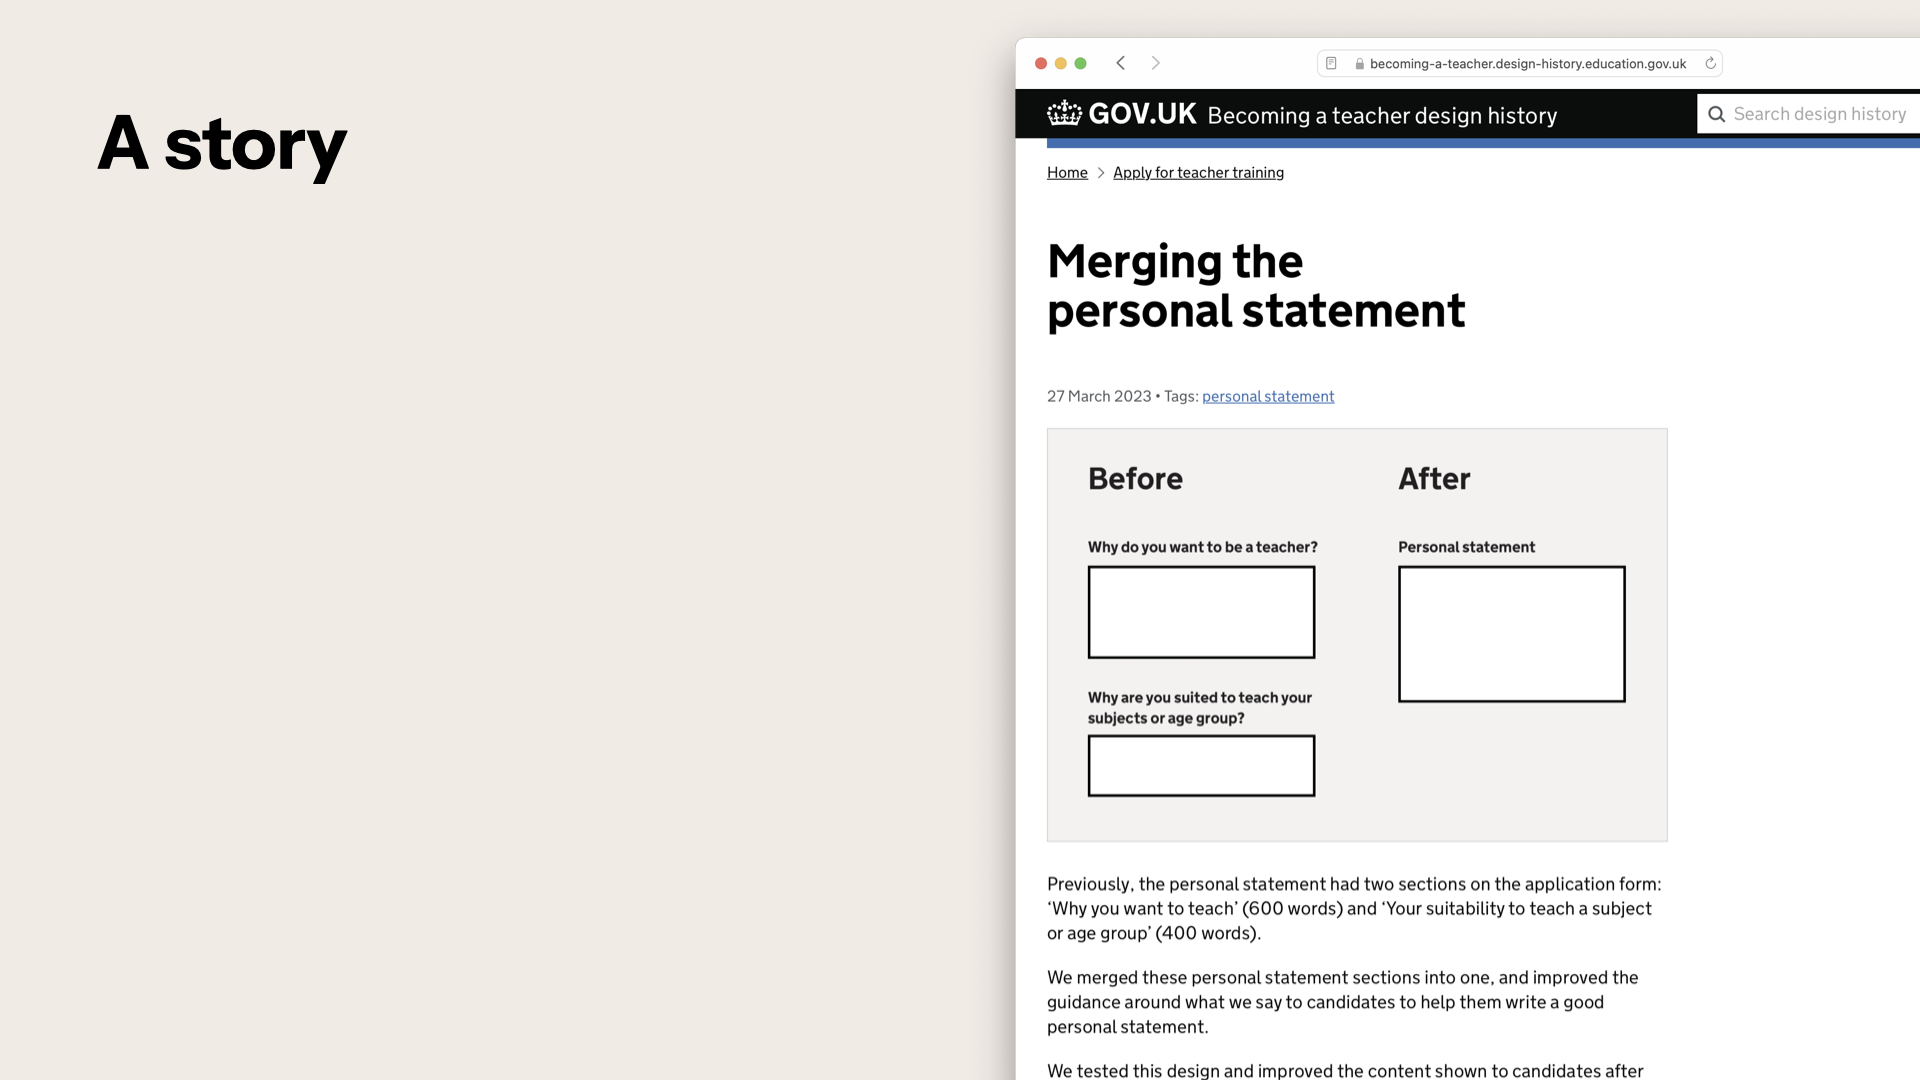 A story
becoming-a-teacher.design-history.education.gov.uk
GOV.UK Becoming a teacher design history
Search design history
Home > Apply for teacher training
Merging the
personal statement
27 March 2023 • Tags: personal statement
Before
After
Why do you want to be a teacher?
Personal statement
Why are you suited to teach your
subjects or age group?
Previously, the personal statement had two sections on the application form:
‘Why you want to teach’ (600 words) and ‘Your suitability to teach a subject
or age group’ (400 words).
We merged these personal statement sections into one, and improved the
guidance around what we say to candidates to help them write a good
personal statement.
We tested this design and improved the content shown to candidates after